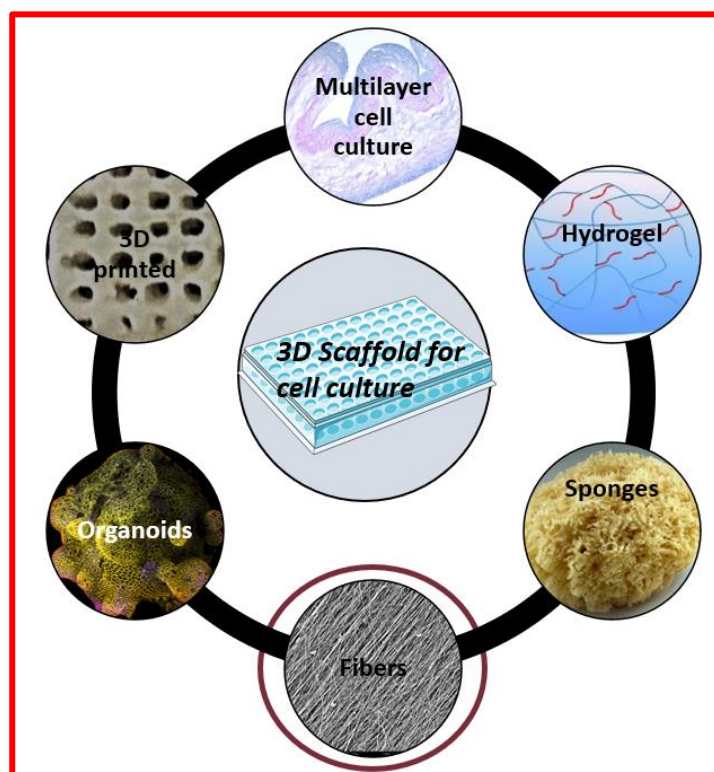 Multilayer
cell
culture
3D
printed
Hydrogel
3D Scaffold for
cell culture
Organoids
Sponges
Fibers